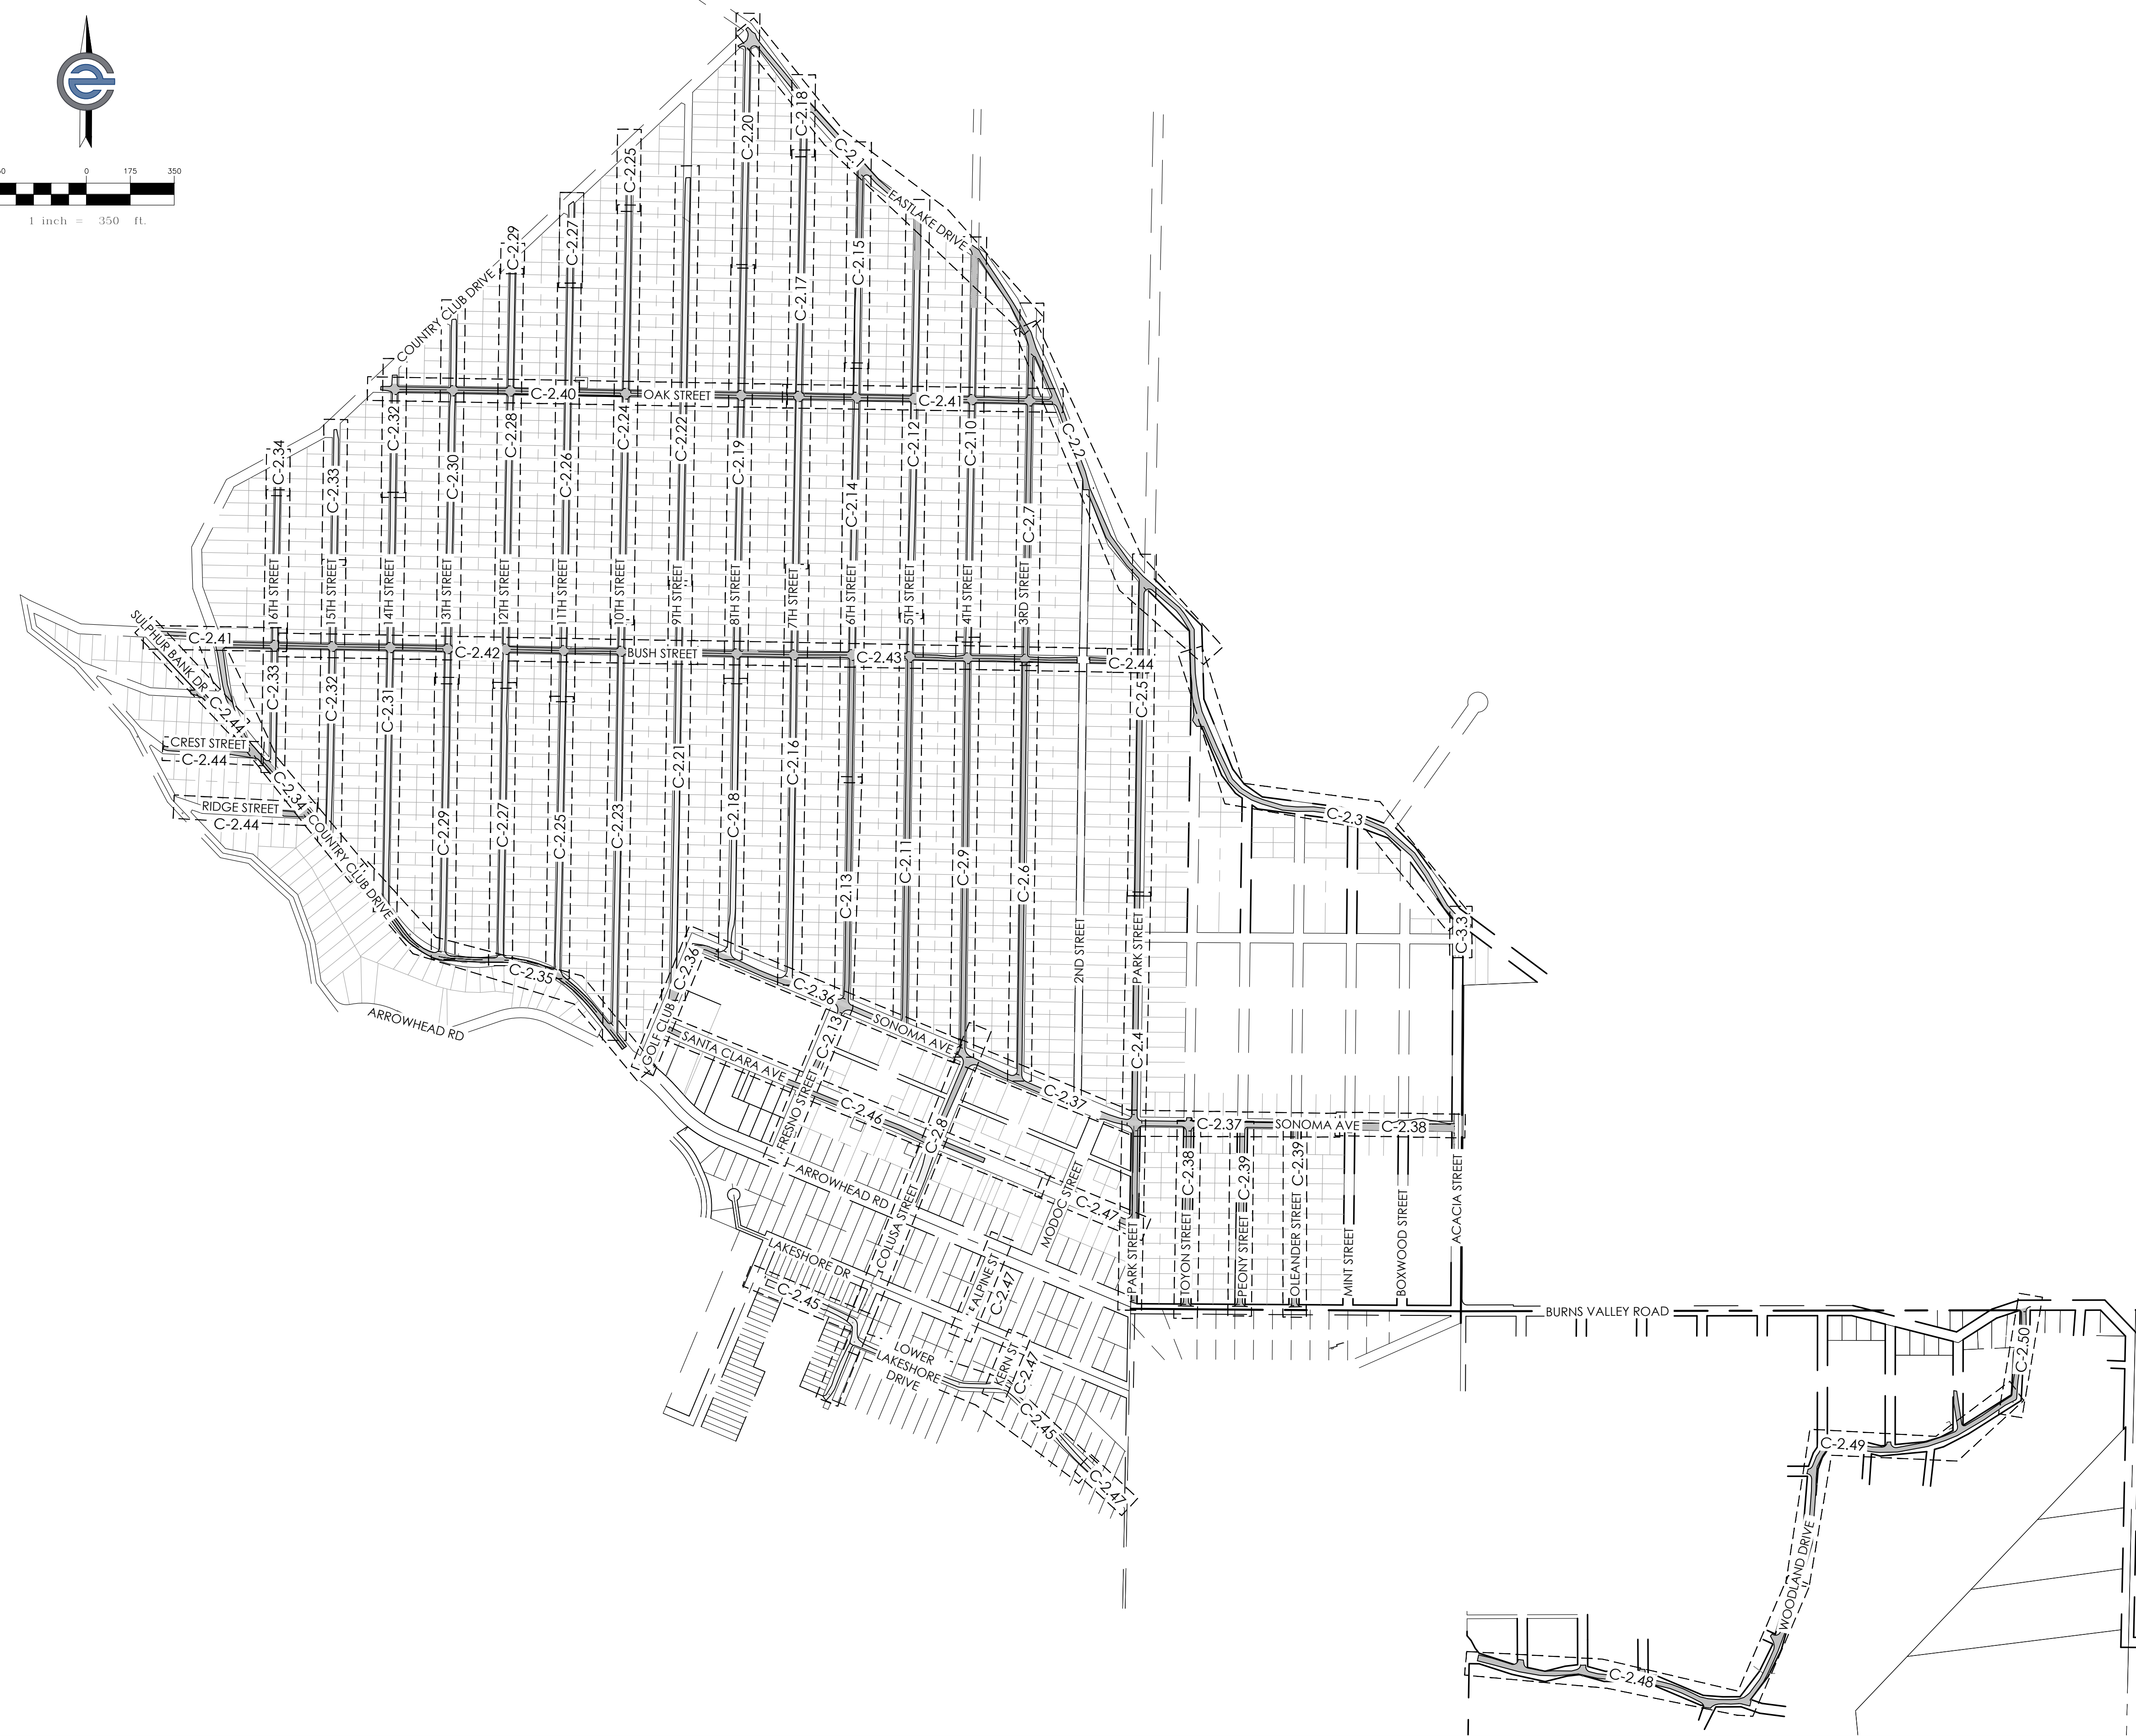 0
175
350
1 inch = 350 ft.
C-2.18
C-2.20
C-2.1
C-2.25
EASTLAKE DRIVE
C-2.27
C-2.29
C-2.15
C-2.17
COUNTRY CLUB DRIVE
C-2.40
OAK STREET
C-2.41
C-2.32
C-2.30
C-2.28
C-2.26
C-2.24
C-2.22
C-2.19
C-2.14
C-2.12
C-2.10
C-2.7
C-2.2
C-2.34
C-2.33
16TH STREET
15TH STREET
14TH STREET
13TH STREET
12TH STREET
11TH STREET
10TH STREET
9TH STREET
8TH STREET
7TH STREET
6TH STREET
5TH STREET
4TH STREET
3RD STREET
SULPHUR BANK DR
C-2.41
C-2.42
BUSH STREET
C-2.43
C-2.44
C-2.44
C-2.33
C-2.32
C-2.31
C-2.5
CREST STREET
C-2.44
C-2.34
RIDGE STREET
C-2.44
COUNTRY CLUB DRIVE
C-2.29
C-2.27
C-2.25
C-2.23
C-2.21
C-2.18
C-2.16
C-2.13
C-2.11
C-2.9
C-2.6
2ND STREET
PARK STREET
C-2.4
C-2.3
C-3.3
C-2.35
ARROWHEAD RD
C-2.36
GOLF CLUB
C-2.36
SONOMA AVE
C-2.37
C-2.13
FRESNO STREET
SANTA CLARA AVE
C-2.46
C-2.8
COLUSA STREET
MODOC STREET
C-2.47
ARROWHEAD RD
C-2.37
SONOMA AVE
C-2.38
C-2.38
C-2.39
C-2.39
PARK STREET
TOYON STREET
PEONY STREET
OLEANDER STREET
MINT STREET
BOXWOOD STREET
ACACIA STREET
LAKESHORE DR
C-2.45
ALPINE ST
C-2.47
LOWER
LAKESHORE
DRIVE
KERN ST
C-2.47
C-2.45
C-2.47
BURNS VALLEY ROAD
C-2.50
C-2.49
WOODLAND DRIVE
C-2.48